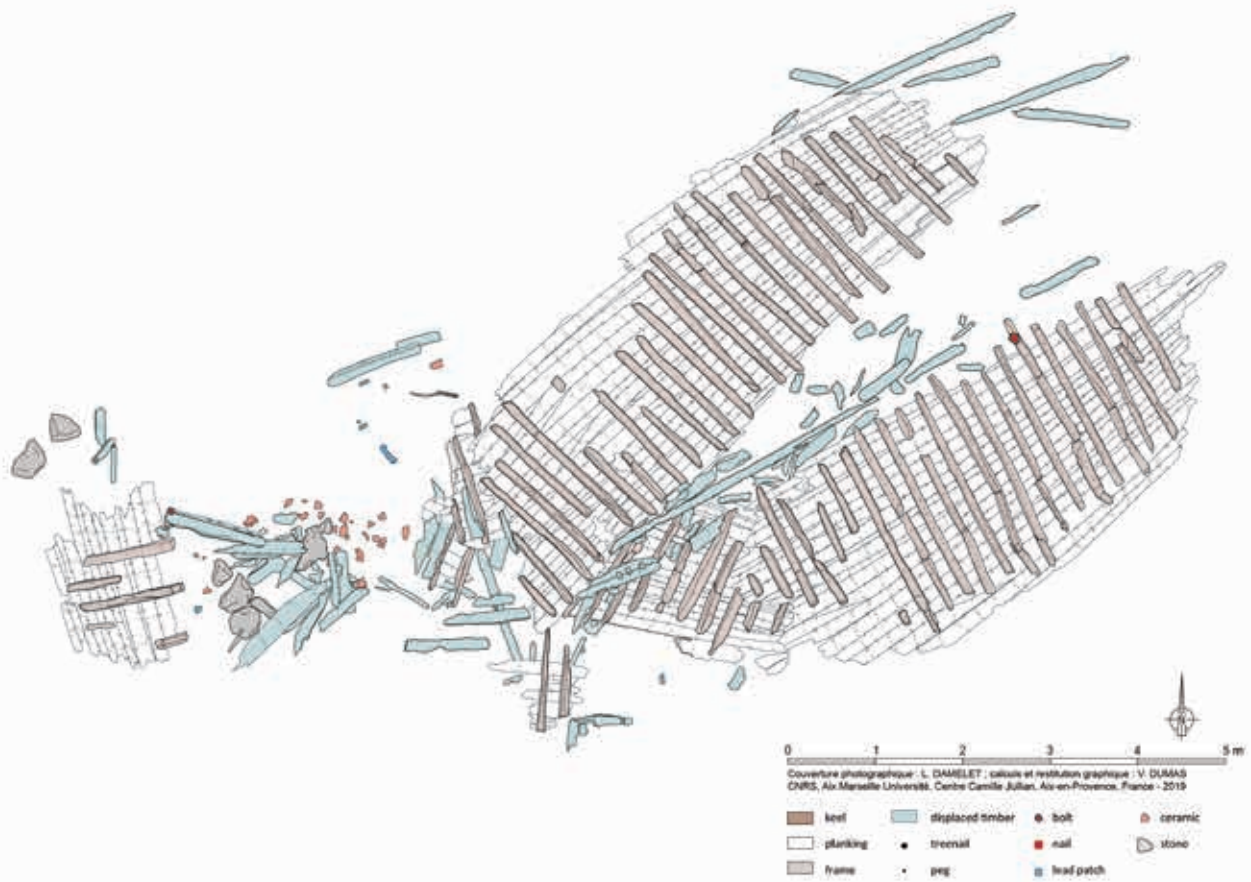 N
0 1 2 3 4 5 m
Couverture photographique : L. DAMELET ; calculs et restitution graphique : V. DUMAS
CNRS, Aix Marseille Université, Centre Camille Jullian, Aix-en-Provence, France - 2019
keel displaced timber bolt ceramic
planking treenail nail stone
frame peg lead patch